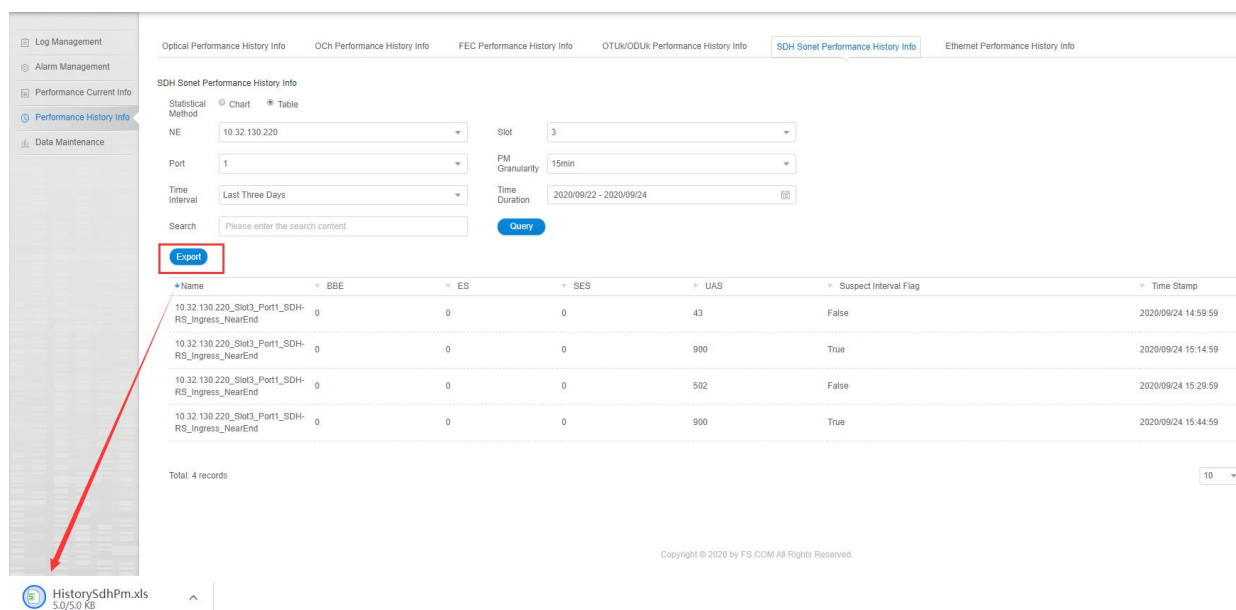 Log Management
Alarm Management
Performance Current Info
Performance History Info
Data Maintenance
Optical Performance History Info
OCh Performance History Info
FEC Performance History Info
OTUk/ODUk Performance History Info
SDH Sonet Performance History Info
Ethernet Performance History Info
SDH Sonet Performance History Info
Statistical Method
Chart
Table
NE
10.32.130.220
Slot
3
Port
1
PM Granularity
15min
Time Interval
Last Three Days
Time Duration
2020/09/22 - 2020/09/24
Search
Please enter the search content
Query
Export
Name BBE ES SES UAS Suspect Interval Flag Time Stamp
10.32.130.220_Slot3_Port1_SDH-
RS_Ingress_NearEnd
0 0 0 43 False 2020/09/24 14:59:59
10.32.130.220_Slot3_Port1_SDH-
RS_Ingress_NearEnd
0 0 0 900 True 2020/09/24 15:14:59
10.32.130.220_Slot3_Port1_SDH-
RS_Ingress_NearEnd
0 0 0 502 False 2020/09/24 15:29:59
10.32.130.220_Slot3_Port1_SDH-
RS_Ingress_NearEnd
0 0 0 900 True 2020/09/24 15:44:59
Total: 4 records
10
Copyright © 2020 by FS.COM All Rights Reserved.
HistorySdhPm.xls
5.0/5.0 KB